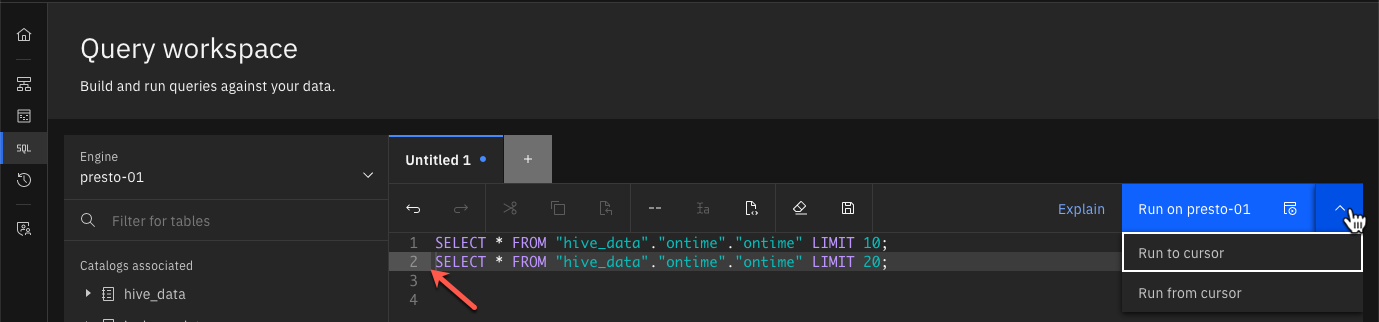 Query workspace
Build and run queries against your data.
SQL
Engine
presto-01
Filter for tables
Catalogs associated
hive_data
Untitled 1
+
Explain
Run on presto-01
Run to cursor
Run from cursor
1 SELECT * FROM "hive_data"."ontime"."ontime" LIMIT 10;
2 SELECT * FROM "hive_data"."ontime"."ontime" LIMIT 20;
3
4